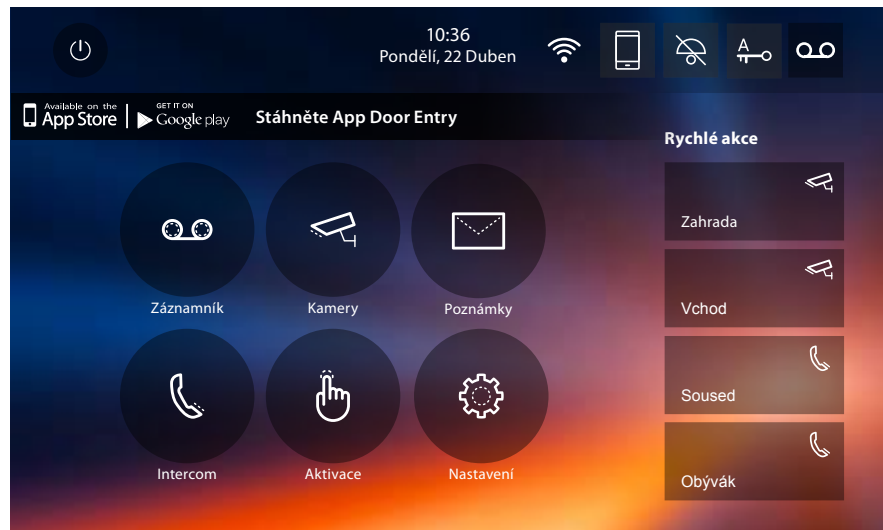 10:36
Pondělí, 22 Duben
A
Available on the
App Store
GET IT ON
Google play
Stáhněte App Door Entry
Rychlé akce
Zahrada
Vchod
Soused
Obývák
Záznamník
Kamery
Poznámky
Intercom
Aktivace
Nastavení